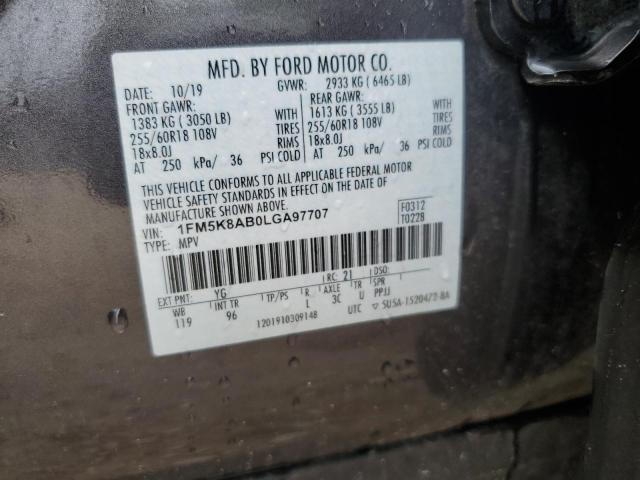 MFD. BY FORD MOTOR CO.
DATE: 10/19 GVWR: 2933 KG ( 6465 LB)
FRONT GAWR: REAR GAWR:
1383 KG ( 3050 LB) WITH 1613 KG ( 3555 LB) WITH
255/60R18 108V TIRES 255/60R18 108V TIRES
18x8.0J RIMS 18x8.0J RIMS
AT 250 kPa/ 36 PSI COLD AT 250 kPa/ 36 PSI COLD
THIS VEHICLE CONFORMS TO ALL APPLICABLE FEDERAL MOTOR
VEHICLE SAFETY STANDARDS IN EFFECT ON THE DATE OF
MANUFACTURE SHOWN ABOVE.
VIN: 1FM5K8AB0LGA97707 F0312
TYPE: MPV T0228
EXT PNT: YG RC: 21 DSO:
WB INT TR TP/PS R AXLE TR SPR
119 96 L 3C U PPJJ
1201910309148 UTC ▽ SU5A-1520472-BA